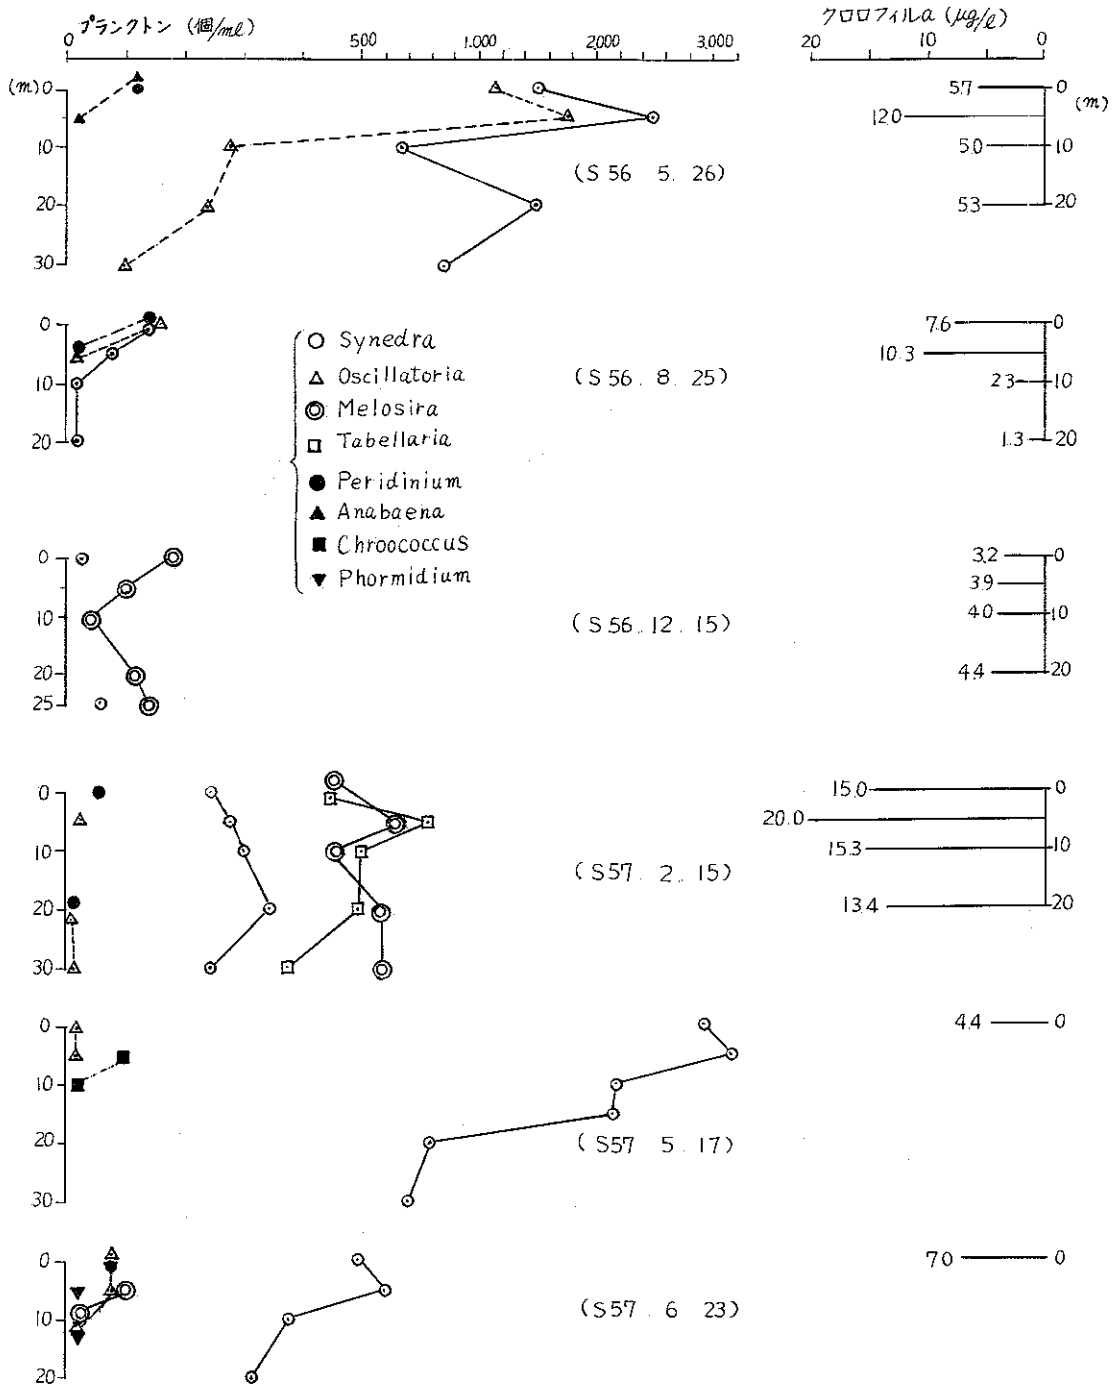 プランクトン (個/ml)
0 500 1.000 2000 3,000
クロロフィルa (μg/l)
20 10 0
(m) 0
10
20
30
(S 56 5. 26)
5.7 0 (m)
12.0
5.0 10
5.3 20
0
10
20
○ Synedra
△ Oscillatoria
◎ Melosira
□ Tabellaria
● Peridinium
▲ Anabaena
■ Chroococcus
▼ Phormidium
(S 56. 8. 25)
7.6 0
10.3
2.3 10
1.3 20
0
10
20
25
(S 56. 12. 15)
3.2 0
3.9
4.0 10
4.4 20
0
10
20
30
(S57. 2. 15)
15.0 0
20.0
15.3 10
13.4 20
0
10
20
30
(S57 5. 17)
4.4 0
0
10
20
(S57. 6 23)
7.0 0